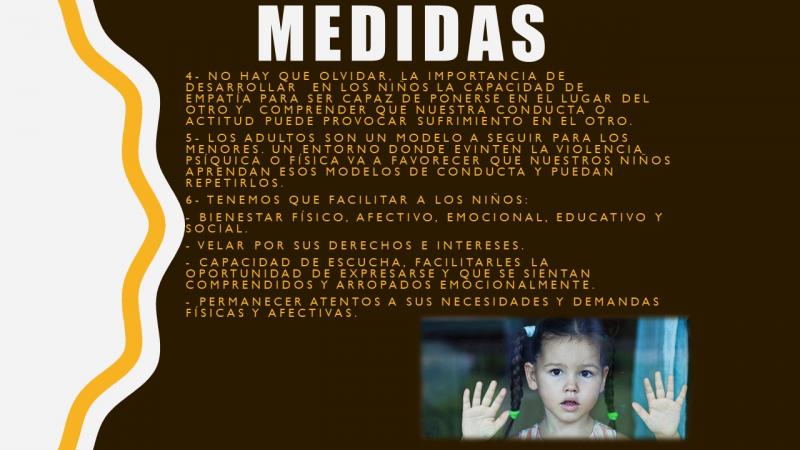 MEDIDAS
4- NO HAY QUE OLVIDAR, LA IMPORTANCIA DE
DESARROLLAR EN LOS NIÑOS LA CAPACIDAD DE
EMPATÍA PARA SER CAPAZ DE PONERSE EN EL LUGAR DEL
OTRO Y COMPRENDER QUE NUESTRA CONDUCTA O
ACTITUD PUEDE PROVOCAR SUFRIMIENTO EN EL OTRO.
5- LOS ADULTOS SON UN MODELO A SEGUIR PARA LOS
MENORES. UN ENTORNO DONDE EVINTEN LA VIOLENCIA
PSÍQUICA O FÍSICA VA A FAVORECER QUE NUESTROS NIÑOS
APRENDAN ESOS MODELOS DE CONDUCTA Y PUEDAN
REPETIRLOS.
6- TENEMOS QUE FACILITAR A LOS NIÑOS:
- BIENESTAR FÍSICO, AFECTIVO, EMOCIONAL, EDUCATIVO Y
SOCIAL.
- VELAR POR SUS DERECHOS E INTERESES.
- CAPACIDAD DE ESCUCHA, FACILITARLES LA
OPORTUNIDAD DE EXPRESARSE Y QUE SE SIENTAN
COMPRENDIDOS Y ARROPADOS EMOCIONALMENTE.
- PERMANECER ATENTOS A SUS NECESIDADES Y DEMANDAS
FÍSICAS Y AFECTIVAS.